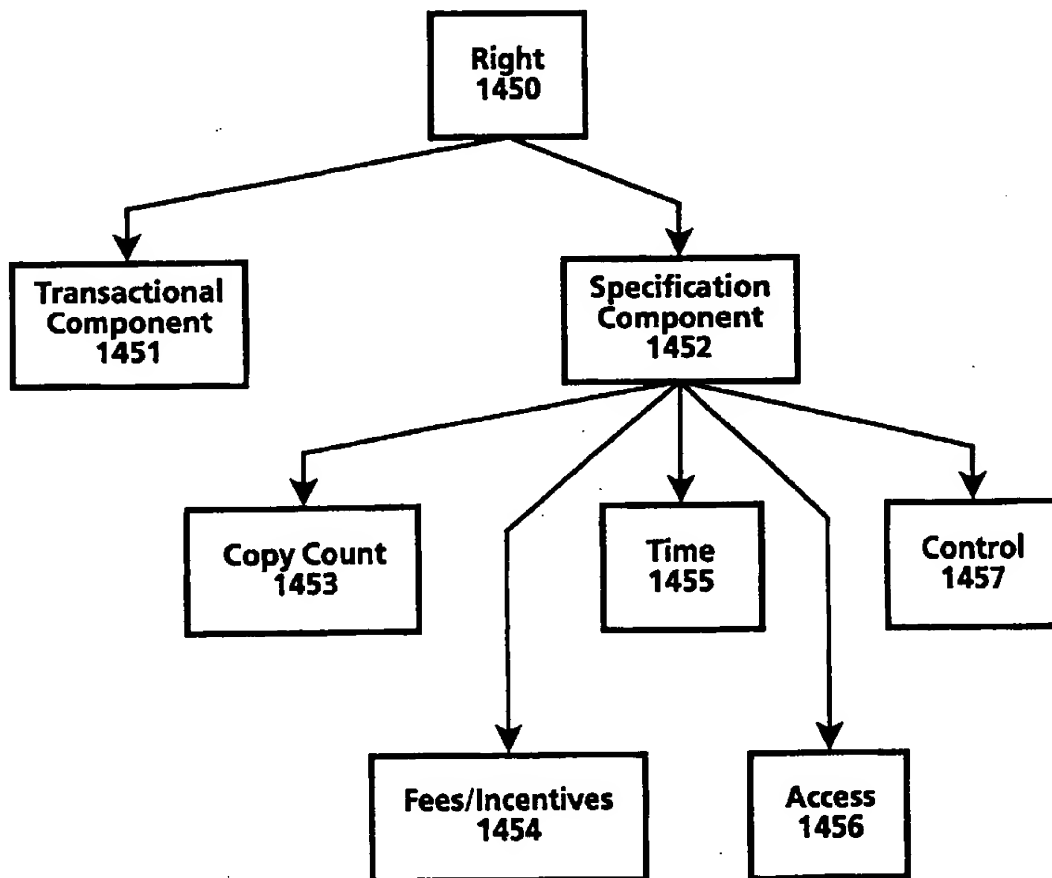 Right
1450
Transactional
Component
1451
Specification
Component
1452
Copy Count
1453
Time
1455
Control
1457
Fees/Incentives
1454
Access
1456